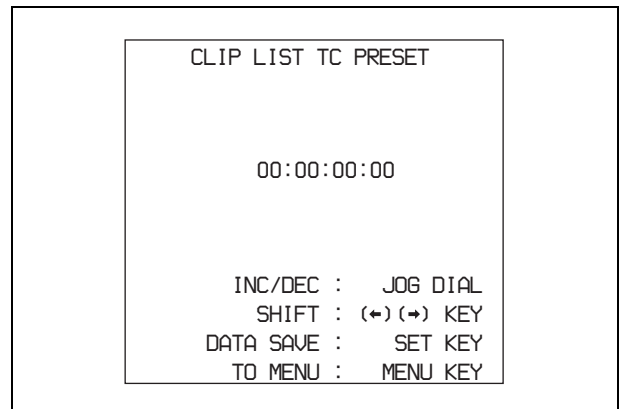 CLIP LIST TC PRESET
00:00:00:00
INC/DEC : JOG DIAL
SHIFT : (←)(→) KEY
DATA SAVE : SET KEY
TO MENU : MENU KEY